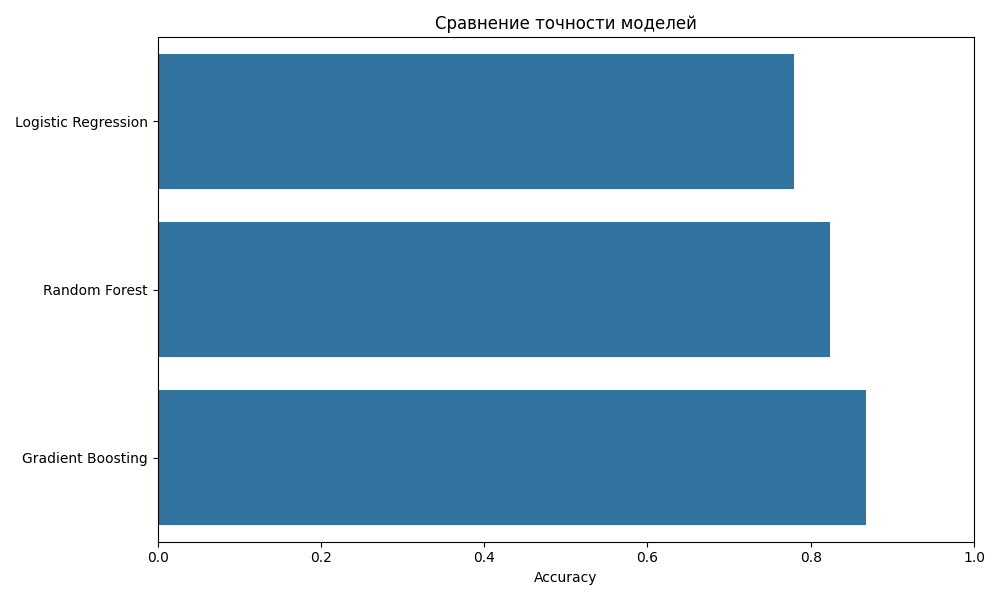 Сравнение точности моделей
Logistic Regression
Random Forest
Gradient Boosting
0.0 0.2 0.4 0.6 0.8 1.0
Accuracy